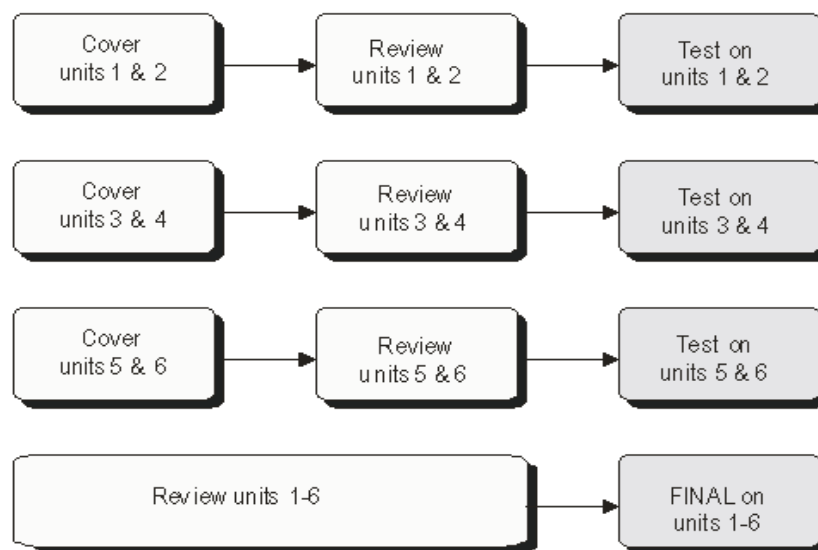 Cover
units 1 & 2
Review
units 1 & 2
Test on
units 1 & 2
Cover
units 3 & 4
Review
units 3 & 4
Test on
units 3 & 4
Cover
units 5 & 6
Review
units 5 & 6
Test on
units 5 & 6
Review units 1-6
FINAL on
units 1-6